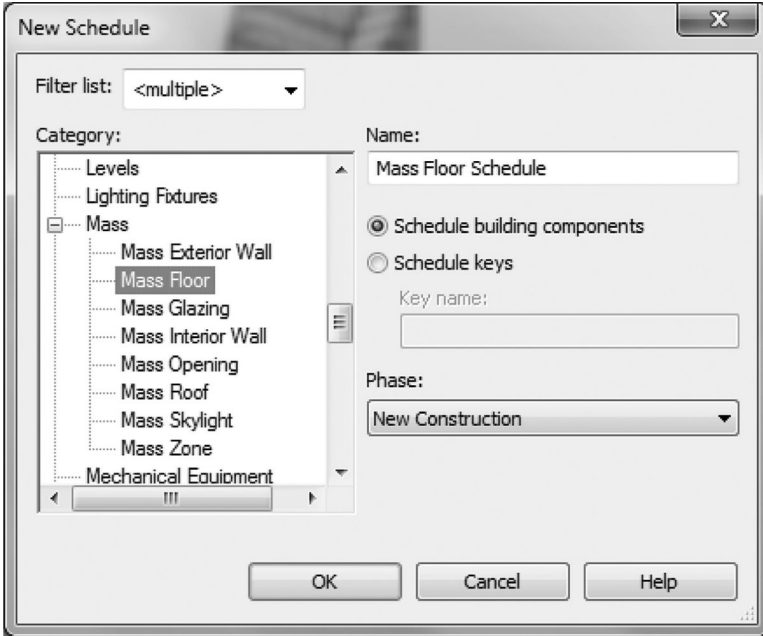 New Schedule
Filter list: <multiple>
Category:
Levels
Lighting Fixtures
Mass
Mass Exterior Wall
Mass Floor
Mass Glazing
Mass Interior Wall
Mass Opening
Mass Roof
Mass Skylight
Mass Zone
Mechanical Equipment
Name:
Mass Floor Schedule
Schedule building components
Schedule keys
Key name:
Phase:
New Construction
OK
Cancel
Help